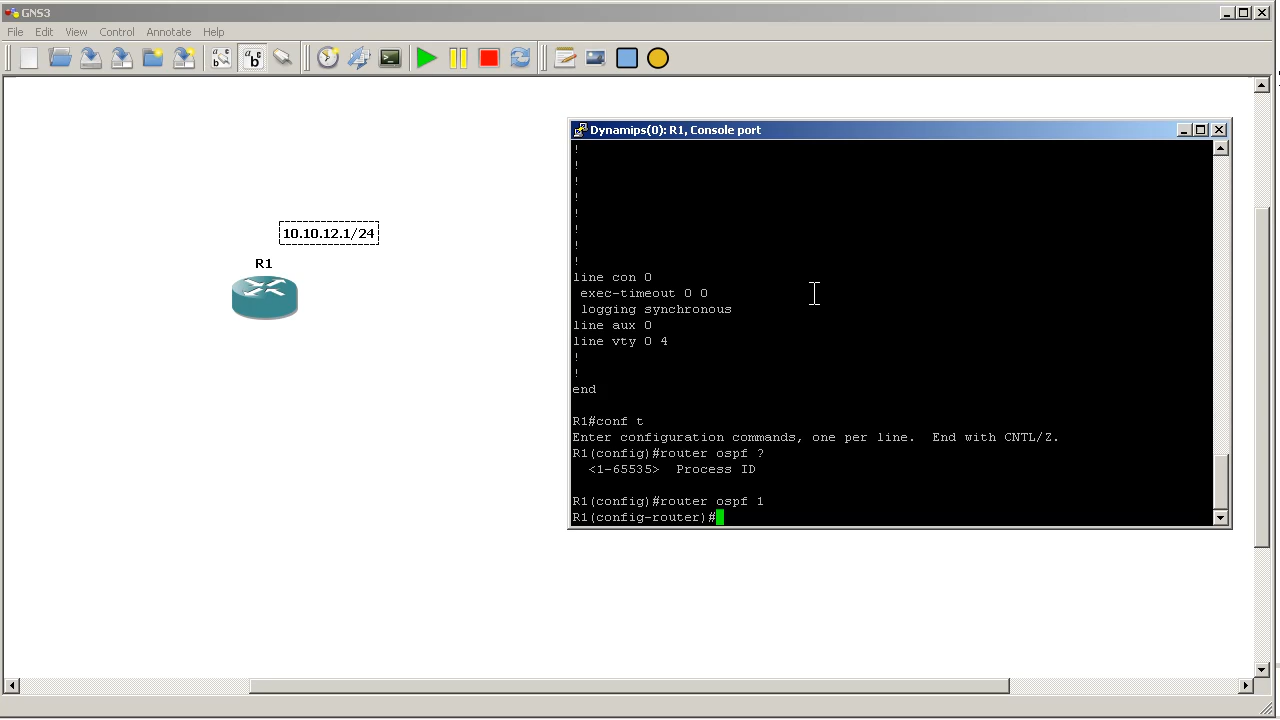 GNS3
File Edit View Control Annotate Help
Dynamips(0): R1, Console port
!
!
!
!
!
!
!
!
line con 0
exec-timeout 0 0
logging synchronous
line aux 0
line vty 0 4
!
!
end
R1#conf t
Enter configuration commands, one per line. End with CNTL/Z.
R1(config)#router ospf ?
<1-65535> Process ID
R1(config)#router ospf 1
R1(config-router)#
10.10.12.1/24
R1